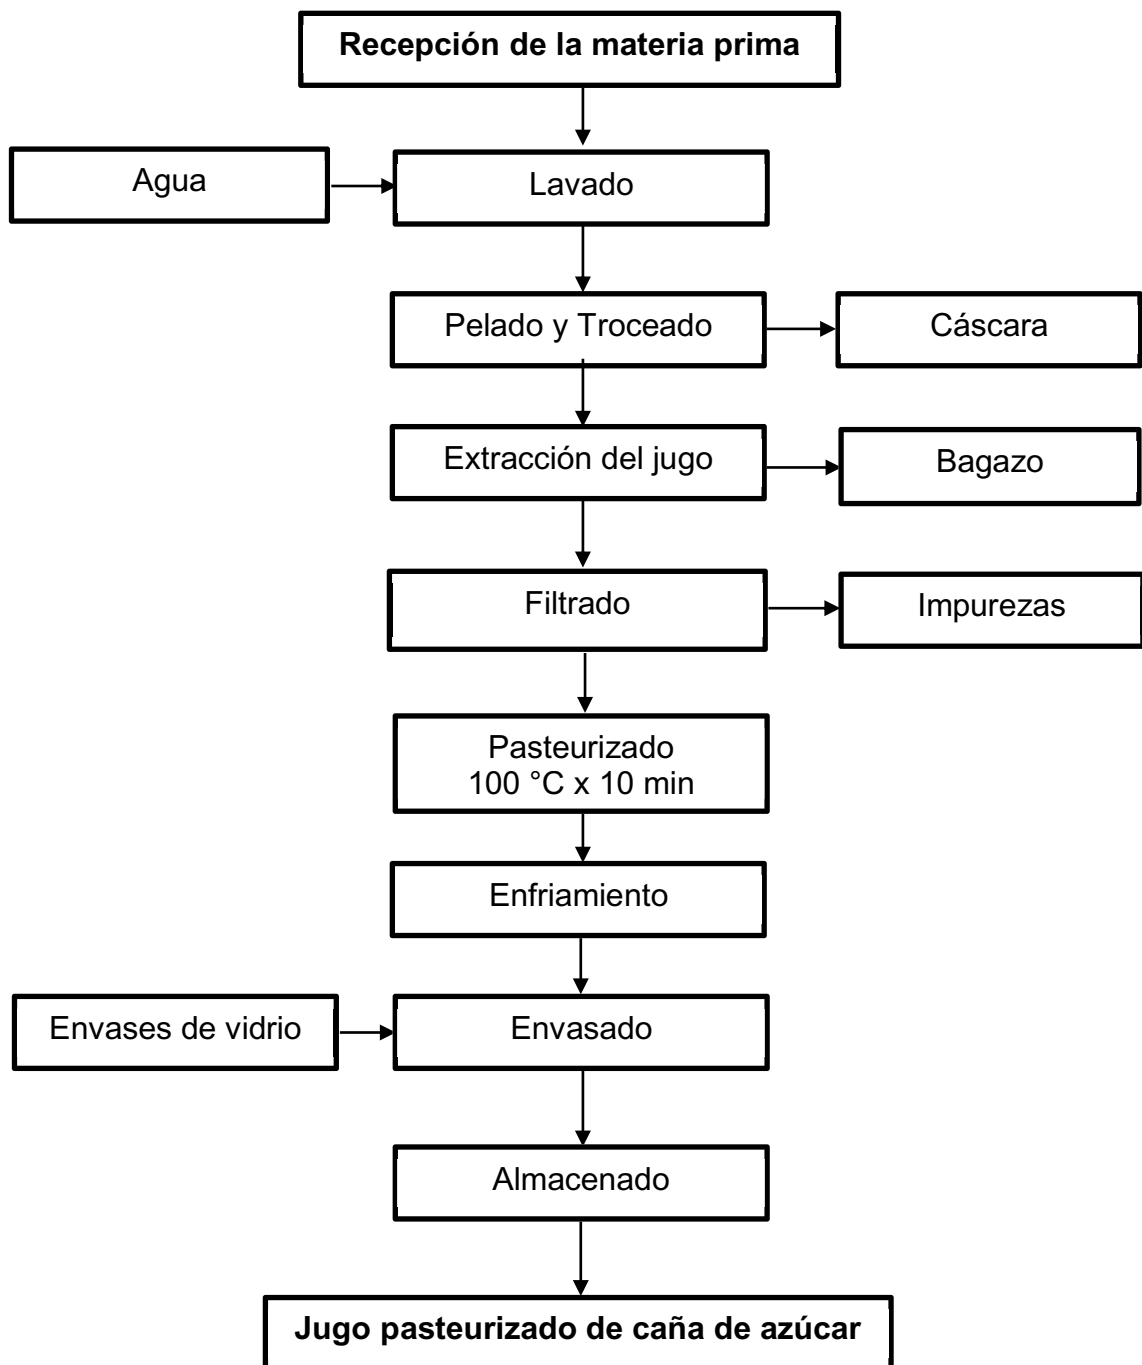 Recepción de la materia prima
Agua
Lavado
Pelado y Troceado
Cáscara
Extracción del jugo
Bagazo
Filtrado
Impurezas
Pasteurizado
100 °C x 10 min
Enfriamiento
Envases de vidrio
Envasado
Almacenado
Jugo pasteurizado de caña de azúcar